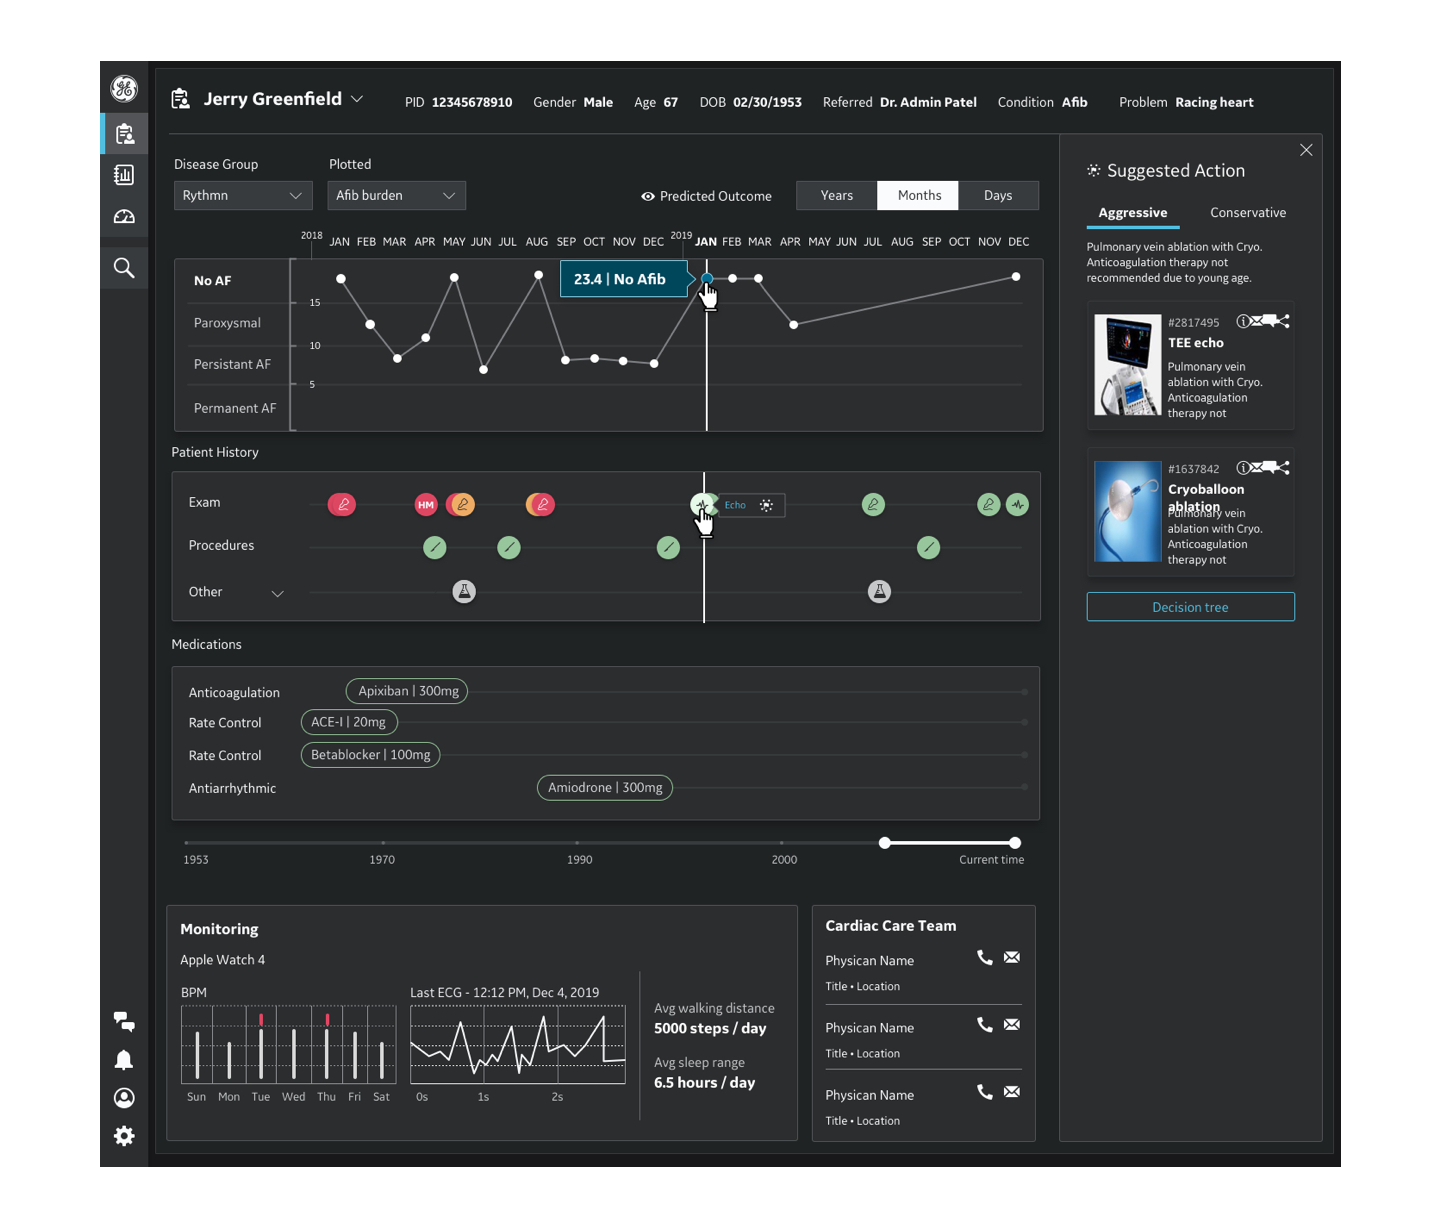 Jerry Greenfield
PID 12345678910 Gender Male Age 67 DOB 02/30/1953 Referred Dr. Admin Patel Condition Afib Problem Racing heart
Disease Group Plotted
Rythmn Afib burden
Predicted Outcome Years Months Days
2018 JAN FEB MAR APR MAY JUN JUL AUG SEP OCT NOV DEC 2019 JAN FEB MAR APR MAY JUN JUL AUG SEP OCT NOV DEC
No AF
23.4 | No Afib
15
Paroxysmal
10
Persistant AF
5
Permanent AF
Patient History
Exam HM Echo
Procedures
Other
Medications
Anticoagulation Apixiban | 300mg
Rate Control ACE-I | 20mg
Rate Control Betablocker | 100mg
Antiarrhythmic Amiodrone | 300mg
1953 1970 1990 2000 Current time
Monitoring
Apple Watch 4
BPM
Sun Mon Tue Wed Thu Fri Sat
Last ECG - 12:12 PM, Dec 4, 2019
0s 1s 2s
Avg walking distance
5000 steps / day
Avg sleep range
6.5 hours / day
Cardiac Care Team
Physican Name
Title • Location
Physican Name
Title • Location
Physican Name
Title • Location
Suggested Action
Aggressive Conservative
Pulmonary vein ablation with Cryo.
Anticoagulation therapy not
recommended due to young age.
#2817495
TEE echo
Pulmonary vein
ablation with Cryo.
Anticoagulation
therapy not
#1637842
Cryoballoon
ablation
Pulmonary vein
ablation with Cryo.
Anticoagulation
therapy not
Decision tree